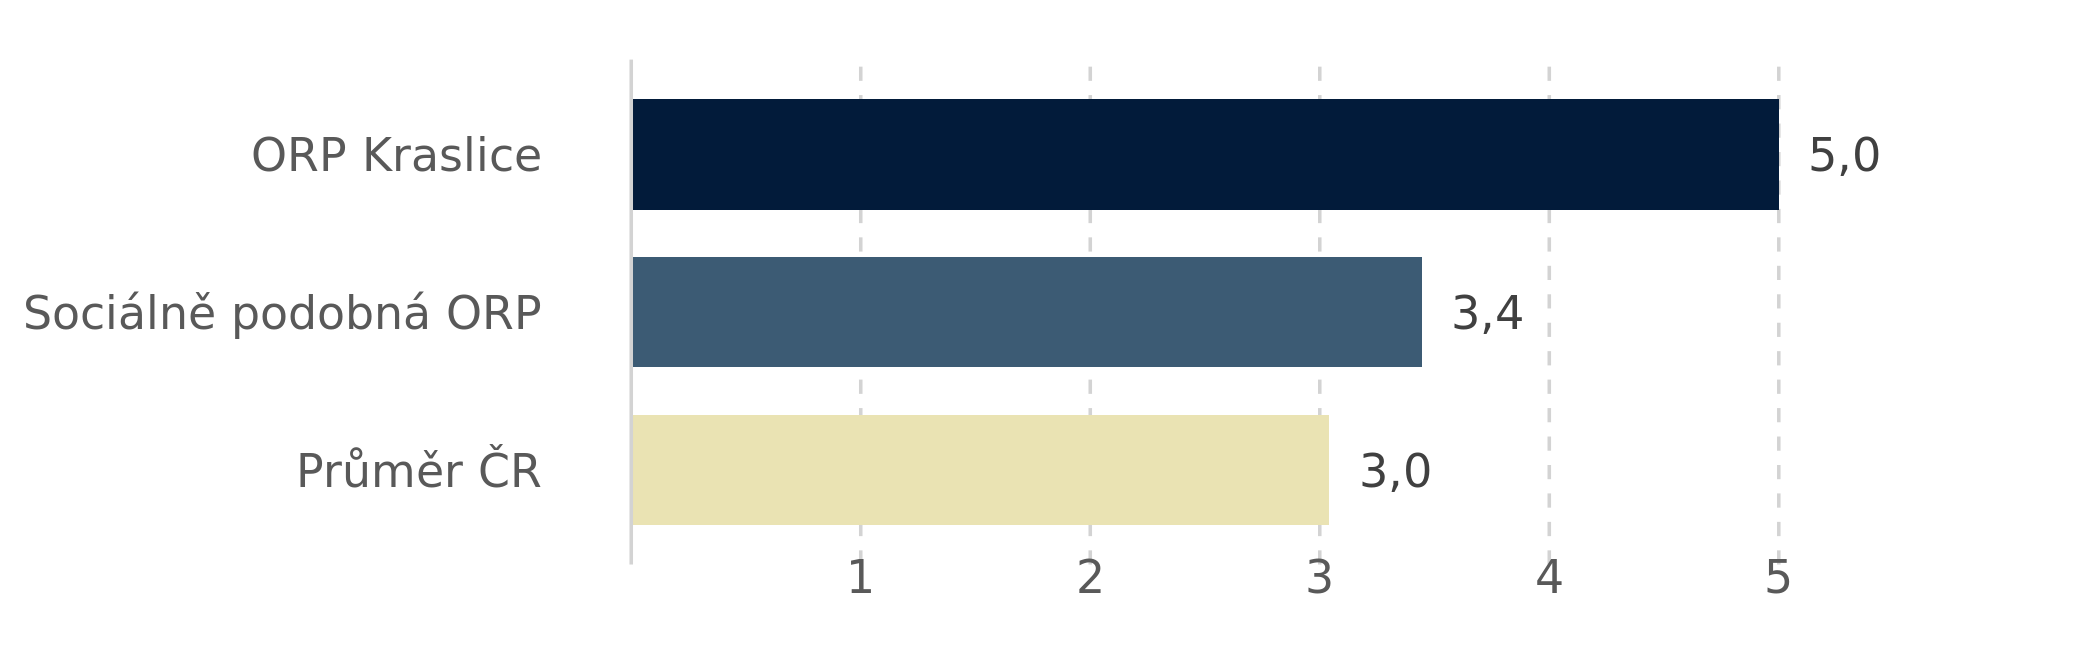 ORP Kraslice 5,0
Sociálně podobná ORP 3,4
Průměr ČR 3,0
1 2 3 4 5